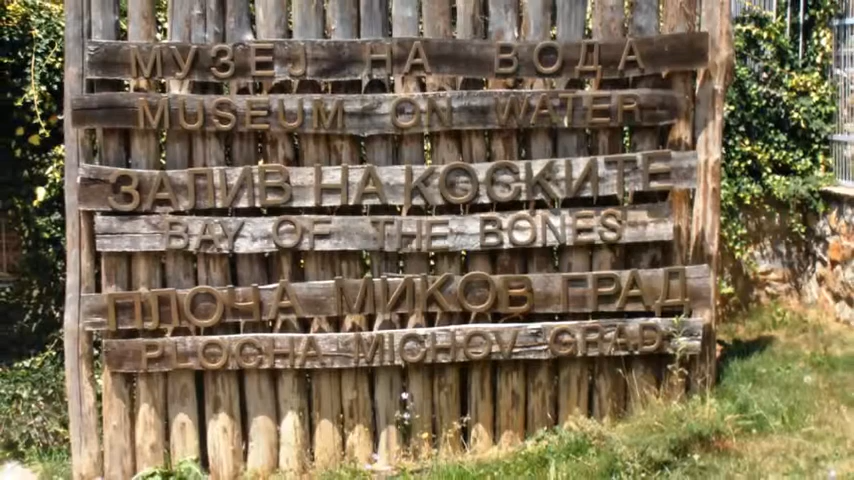 МУЗЕЈ НА ВОДА
MUSEUM ON WATER
ЗАЛИВ НА КОСКИТЕ
BAY OF THE BONES
ПЛОЧА МИКОВ ГРАД
PLOCHA MICHOV GRAD